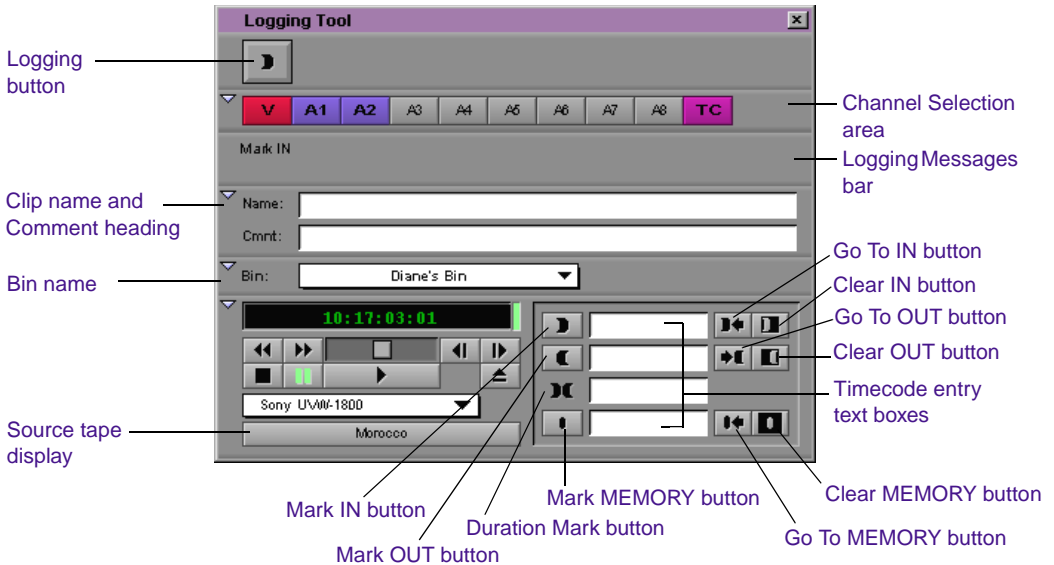 Logging Tool
Logging
button
V A1 A2 A3 A4 A5 A6 A7 A8 TC
Channel Selection
area
Mark IN
Logging Messages
bar
Clip name and
Comment heading
Name:
Cmnt:
Go To IN button
Bin name
Bin: Diane's Bin
Clear IN button
10:17:03:01
Go To OUT button
Clear OUT button
Timecode entry
text boxes
Sony UVW-1800
Source tape
display
Morocco
Mark IN button
Mark MEMORY button
Clear MEMORY button
Duration Mark button
Go To MEMORY button
Mark OUT button